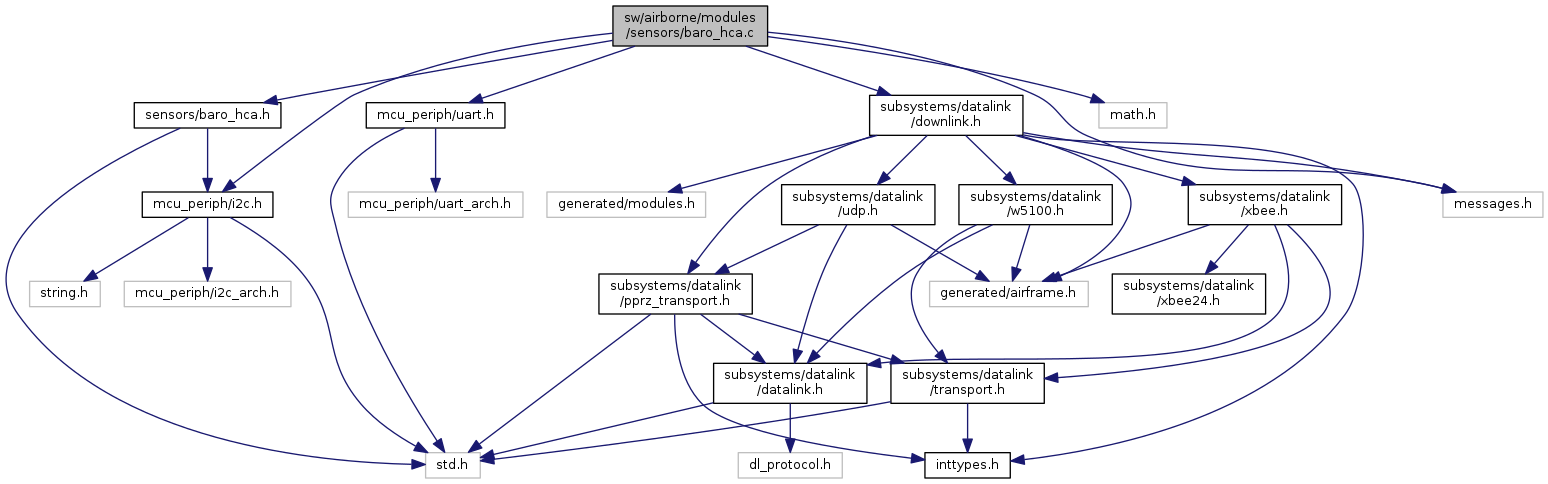 sw/airborne/modules
/sensors/baro_hca.c
sensors/baro_hca.h
mcu_periph/uart.h
subsystems/datalink
/downlink.h
math.h
mcu_periph/i2c.h
mcu_periph/uart_arch.h
generated/modules.h
subsystems/datalink
/udp.h
subsystems/datalink
/w5100.h
subsystems/datalink
/xbee.h
messages.h
string.h
mcu_periph/i2c_arch.h
subsystems/datalink
/pprz_transport.h
generated/airframe.h
subsystems/datalink
/xbee24.h
subsystems/datalink
/datalink.h
subsystems/datalink
/transport.h
std.h
dl_protocol.h
inttypes.h